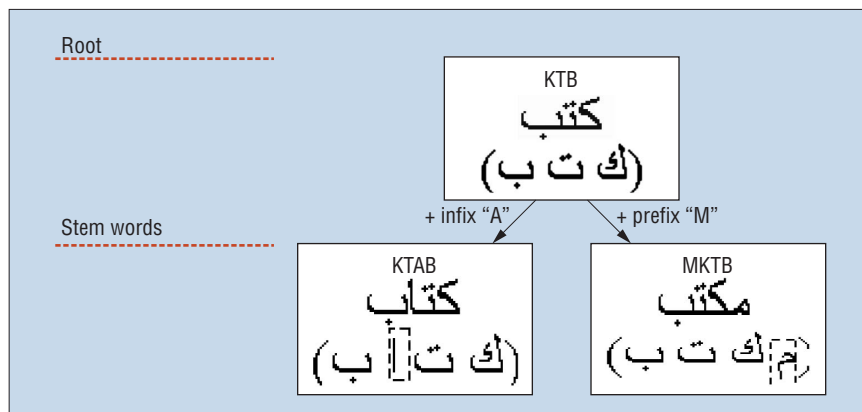 Root
KTB
كتب
(ك ت ب)
+ infix “A”
+ prefix “M”
Stem words
KTAB
كتاب
(ك ت ا ب)
MKTB
مكتب
(م ك ت ب)